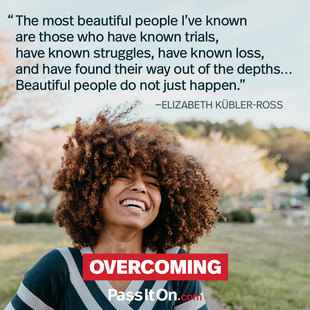 “The most beautiful people I’ve known
are those who have known trials,
have known struggles, have known loss,
and have found their way out of the depths…
Beautiful people do not just happen.”
—ELIZABETH KÜBLER-ROSS
OVERCOMING
PassItOn.com